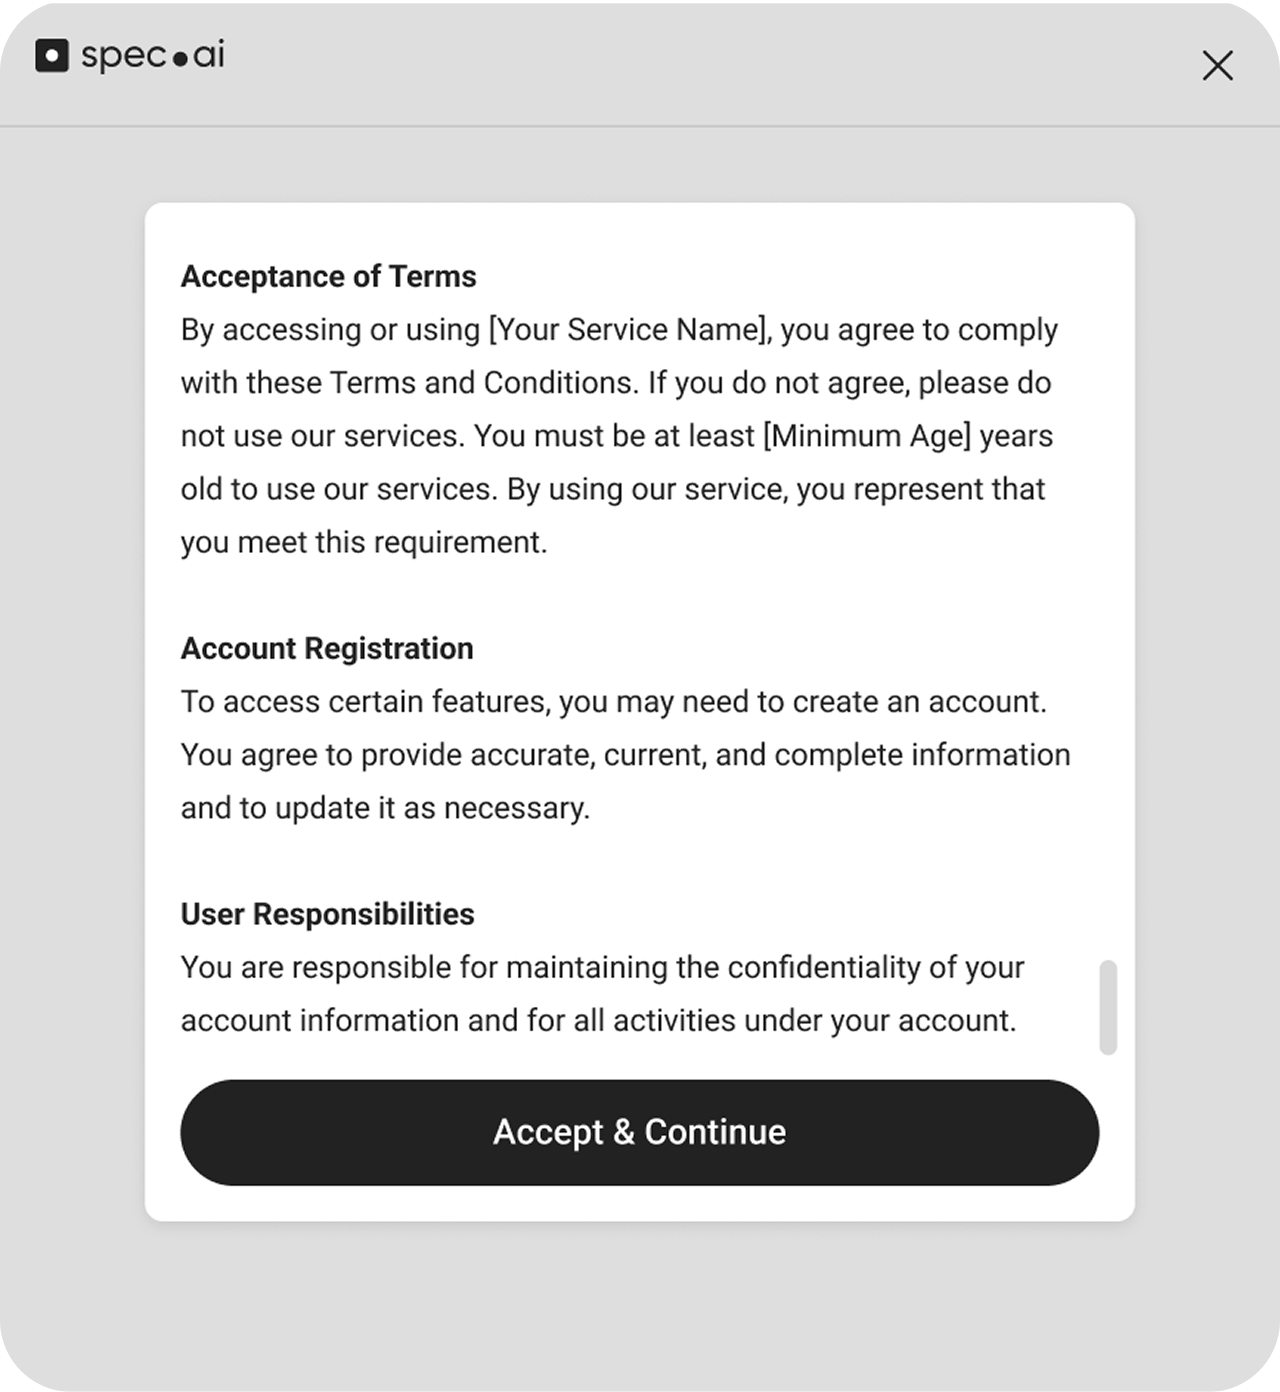 spec.ai
Acceptance of Terms
By accessing or using [Your Service Name], you agree to comply
with these Terms and Conditions. If you do not agree, please do
not use our services. You must be at least [Minimum Age] years
old to use our services. By using our service, you represent that
you meet this requirement.
Account Registration
To access certain features, you may need to create an account.
You agree to provide accurate, current, and complete information
and to update it as necessary.
User Responsibilities
You are responsible for maintaining the confidentiality of your
account information and for all activities under your account.
Accept & Continue